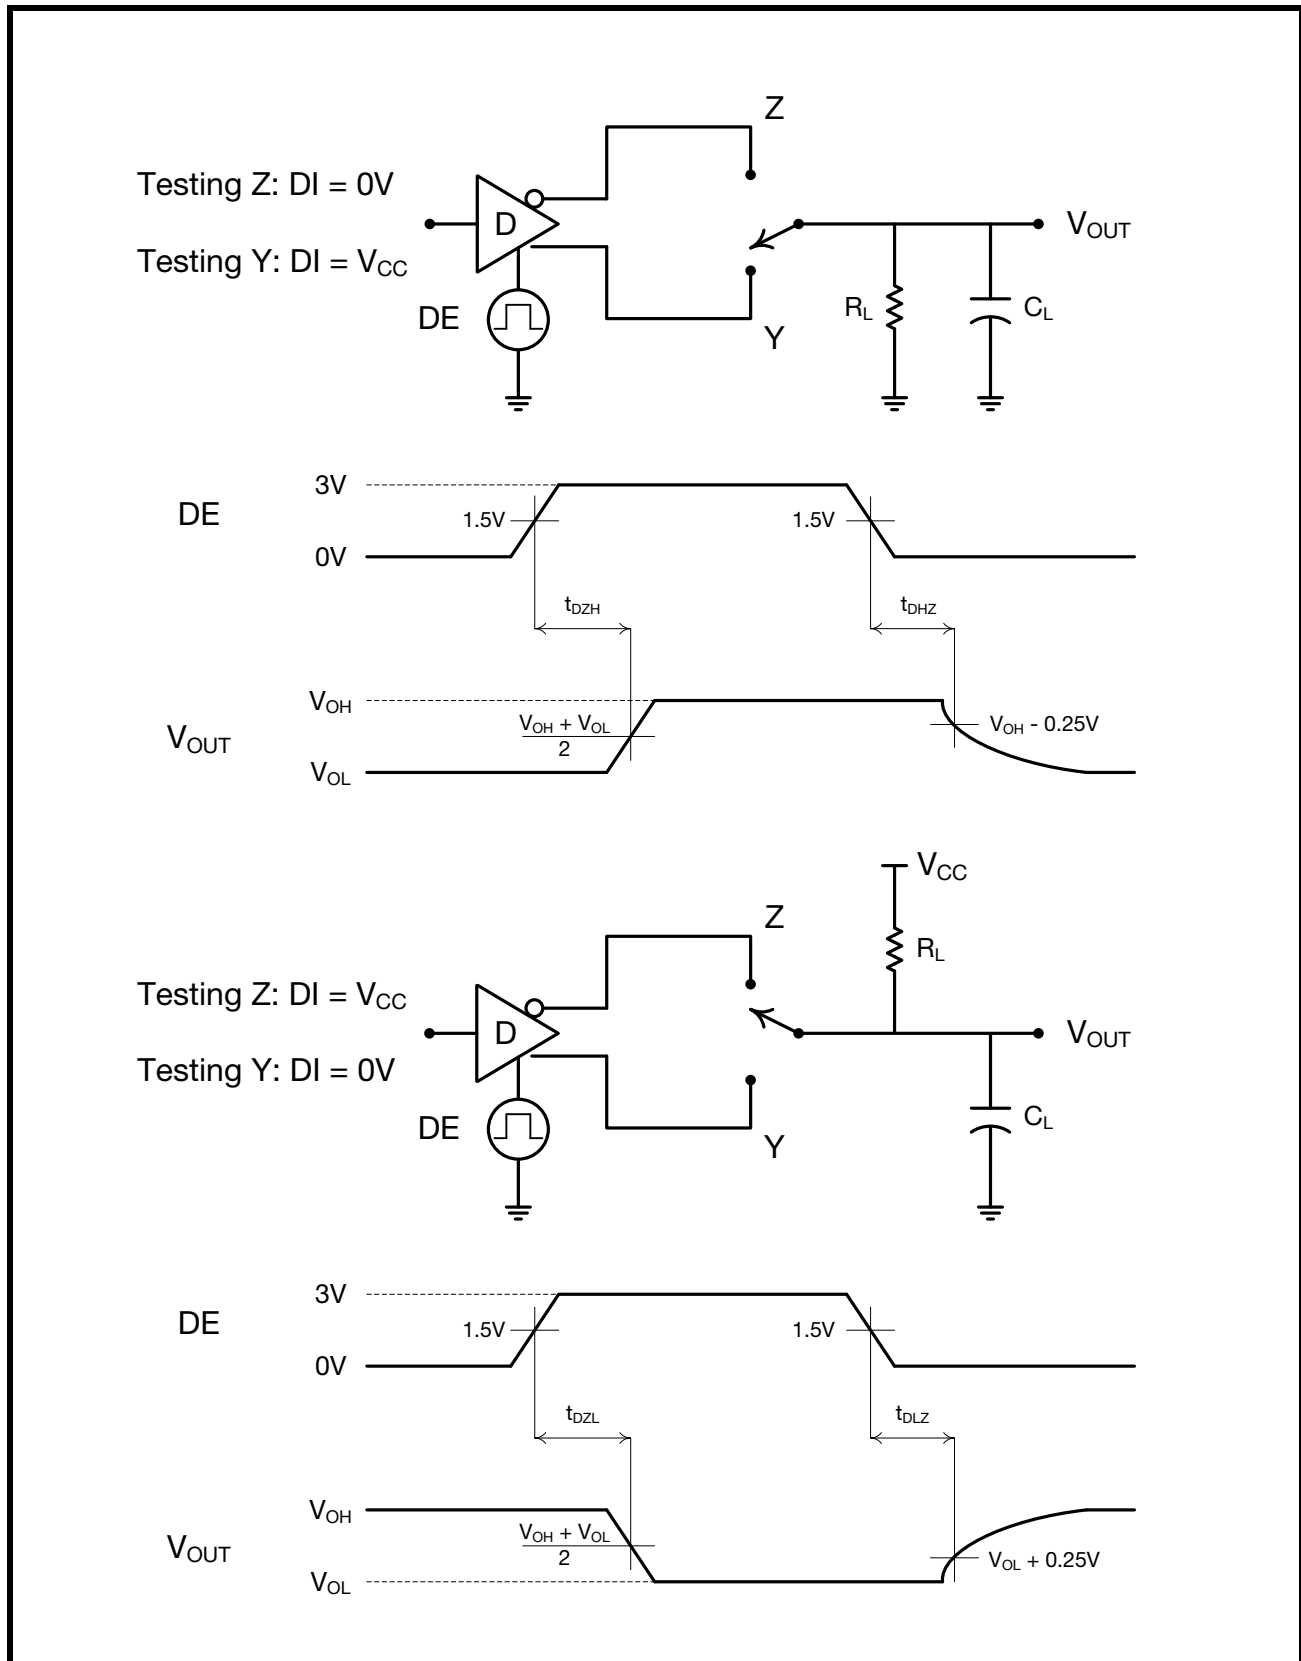 Z
Testing Z: DI = 0V
D
VOUT
Testing Y: DI = VCC
DE
RL
CL
Y
3V
DE
1.5V
1.5V
0V
tDZH
tDHZ
VOH
VOUT
VOH + VOL
2
VOH - 0.25V
VOL
VCC
Z
RL
Testing Z: DI = VCC
D
VOUT
Testing Y: DI = 0V
DE
CL
Y
3V
DE
1.5V
1.5V
0V
tDZL
tDLZ
VOH
VOUT
VOH + VOL
2
VOL + 0.25V
VOL